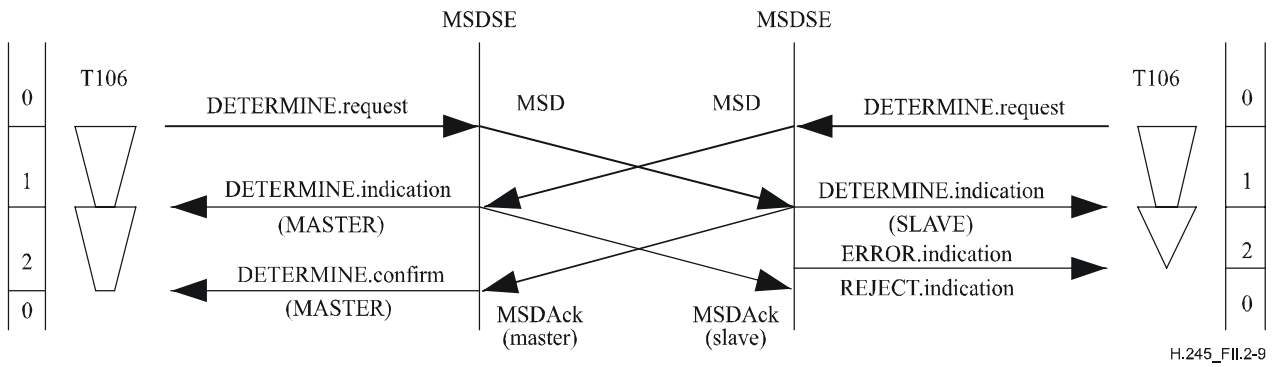 MSDSE
MSDSE
T106
T106
0
0
DETERMINE.request
MSD
MSD
DETERMINE.request
1
1
DETERMINE.indication
DETERMINE.indication
(MASTER)
(SLAVE)
2
2
ERROR.indication
DETERMINE.confirm
REJECT.indication
(MASTER)
0
0
MSDAck
(master)
MSDAck
(slave)
H.245_FII.2-9